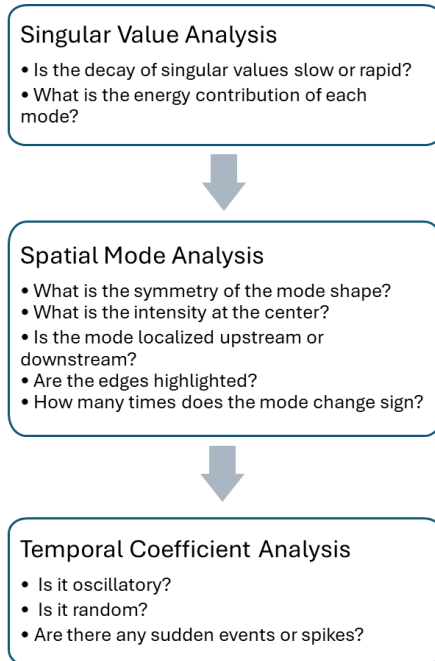 Singular Value Analysis
• Is the decay of singular values slow or rapid?
• What is the energy contribution of each
mode?
Spatial Mode Analysis
• What is the symmetry of the mode shape?
• What is the intensity at the center?
• Is the mode localized upstream or
downstream?
• Are the edges highlighted?
• How many times does the mode change sign?
Temporal Coefficient Analysis
• Is it oscillatory?
• Is it random?
• Are there any sudden events or spikes?